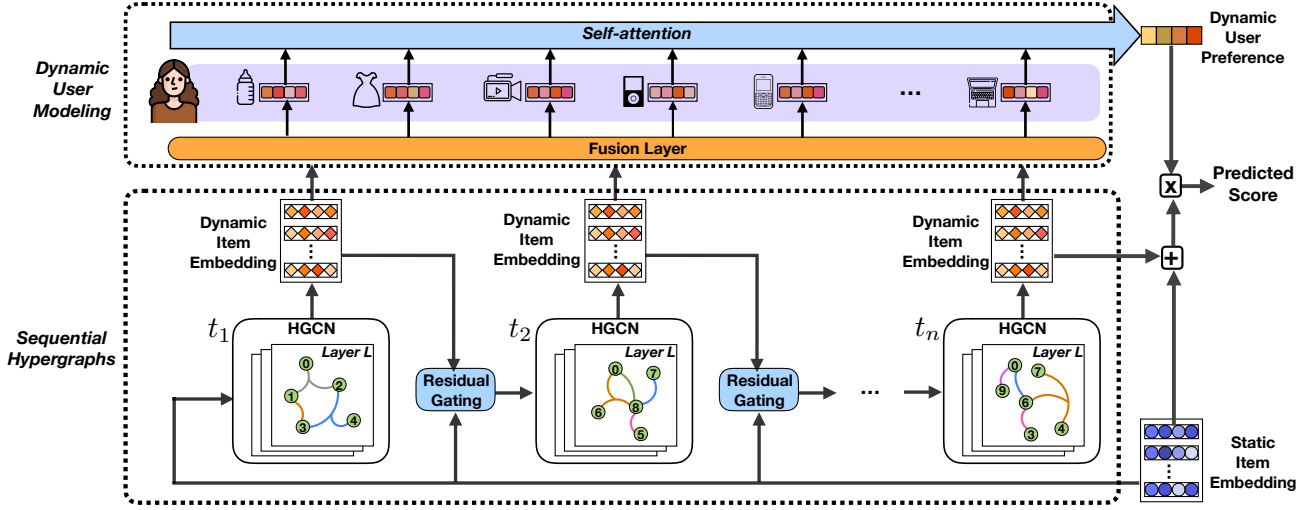 Self-attention
Dynamic
User
Preference
Dynamic
User
Modeling
...
Fusion Layer
x
Predicted
Score
Dynamic
Item
Embedding
Dynamic
Item
Embedding
Dynamic
Item
Embedding
+
Sequential
Hypergraphs
t1
HGCN
Layer L
0
1
2
3
4
Residual
Gating
t2
HGCN
Layer L
0
7
6
8
5
Residual
Gating
...
tn
HGCN
Layer L
0
7
9
6
3
4
Static
Item
Embedding